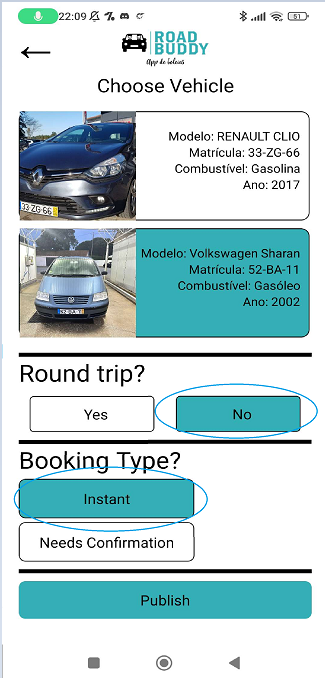 22:09
51
ROAD
BUDDY
App de boleias
Choose Vehicle
Modelo: RENAULT CLIO
Matrícula: 33-ZG-66
Combustível: Gasolina
Ano: 2017
33-ZG-66
Modelo: Volkswagen Sharan
Matrícula: 52-BA-11
Combustível: Gasóleo
Ano: 2002
52-BA-11
Round trip?
Yes
No
Booking Type?
Instant
Needs Confirmation
Publish